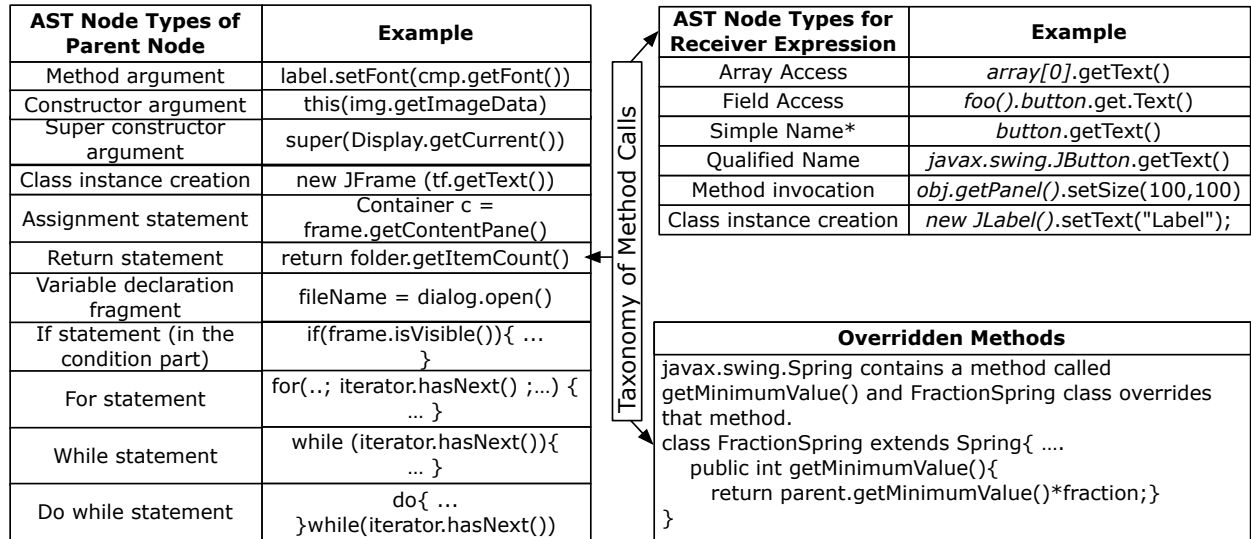 AST Node Types of
Parent Node
Example
Method argument
label.setFont(cmp.getFont())
Constructor argument
this(img.getImageData)
Super constructor
argument
super(Display.getCurrent())
Class instance creation
new JFrame (tf.getText())
Assignment statement
Container c =
frame.getContentPane()
Return statement
return folder.getItemCount()
Variable declaration
fragment
fileName = dialog.open()
If statement (in the
condition part)
if(frame.isVisible()){ ...
}
For statement
for(..; iterator.hasNext() ;...) {
... }
While statement
while (iterator.hasNext()){
... }
Do while statement
do{ ...
}while(iterator.hasNext())
Taxonomy of Method Calls
AST Node Types for
Receiver Expression
Example
Array Access
array[0].getText()
Field Access
foo().button.get.Text()
Simple Name*
button.getText()
Qualified Name
javax.swing.JButton.getText()
Method invocation
obj.getPanel().setSize(100,100)
Class instance creation
new JLabel().setText("Label");
Overridden Methods
javax.swing.Spring contains a method called
getMinimumValue() and FractionSpring class overrides
that method.
class FractionSpring extends Spring{ ....
public int getMinimumValue(){
return parent.getMinimumValue()*fraction;}
}